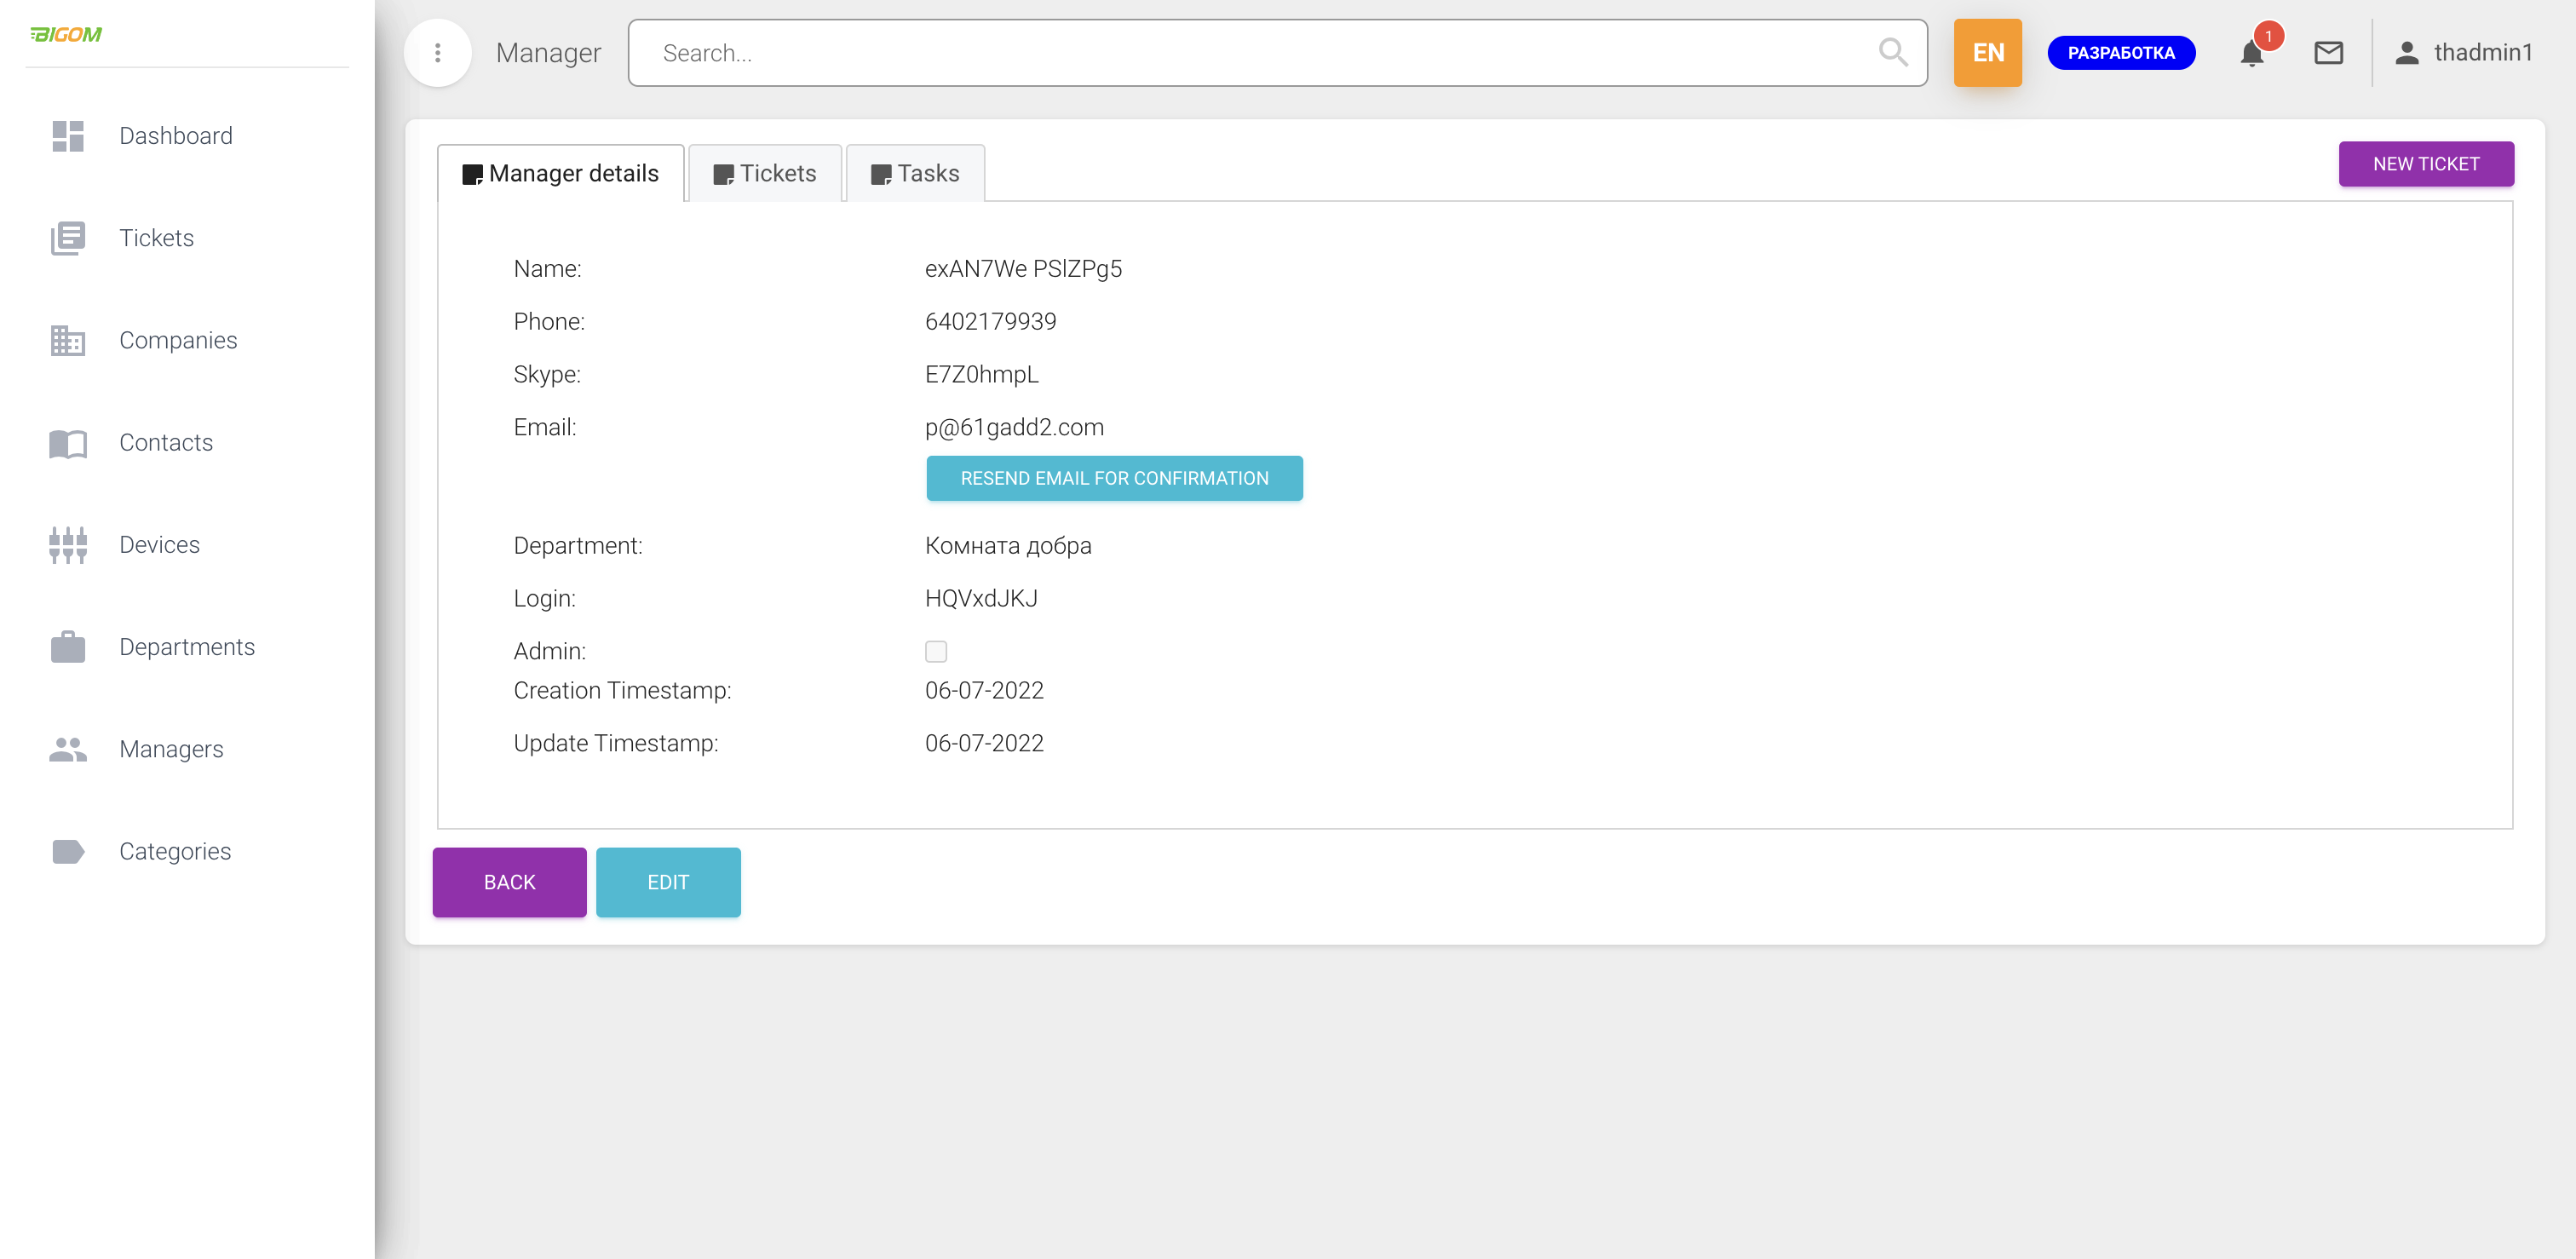 BIGOM
Dashboard
Tickets
Companies
Contacts
Devices
Departments
Managers
Categories
Manager
Search...
EN
РАЗРАБОТКА
1
thadmin1
Manager details
Tickets
Tasks
NEW TICKET
Name: exAN7We PSlZPg5
Phone: 6402179939
Skype: E7Z0hmpL
Email: p@61gadd2.com
RESEND EMAIL FOR CONFIRMATION
Department: Комната добра
Login: HQVxdJKJ
Admin:
Creation Timestamp: 06-07-2022
Update Timestamp: 06-07-2022
BACK
EDIT